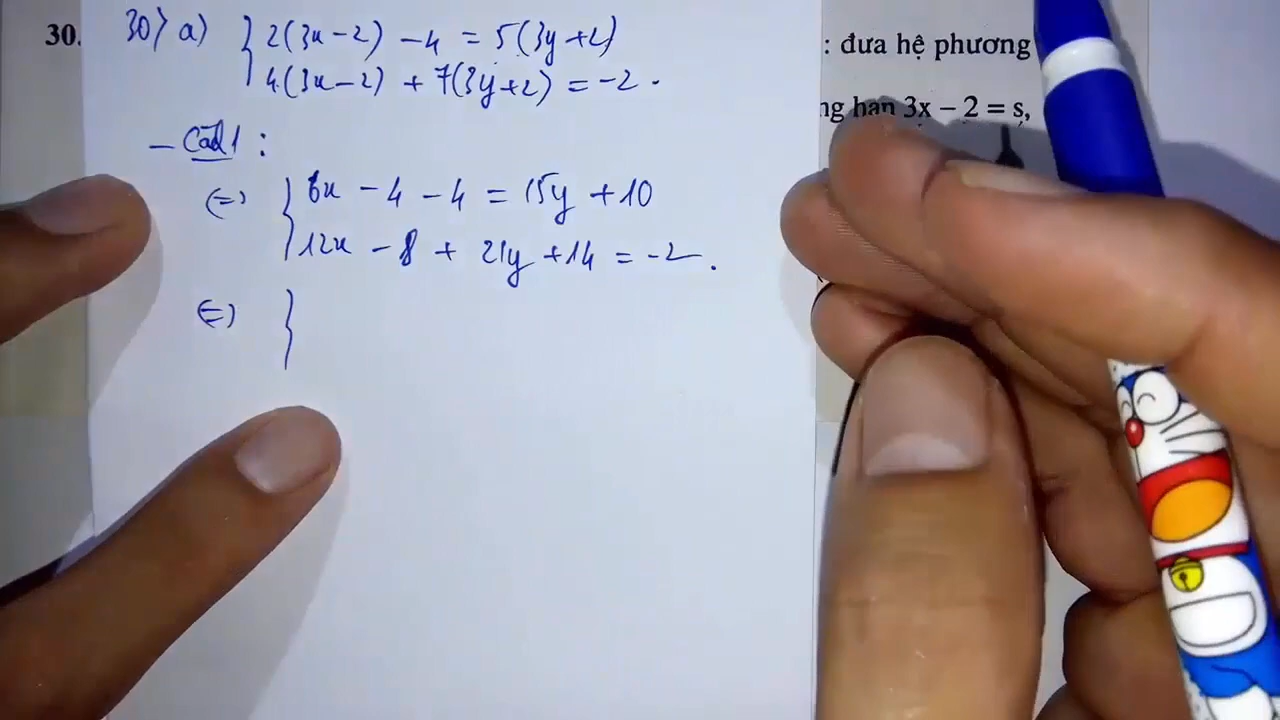 30.
30) a) { 2(3x-2) - 4 = 5(3y+2)
4(3x-2) + 7(3y+2) = -2.
: đưa hệ phương
hạn 3x – 2 = s,
- Cách 1 :
(=) { 6x - 4 - 4 = 15y + 10
12x - 8 + 21y + 14 = -2.
(=) {